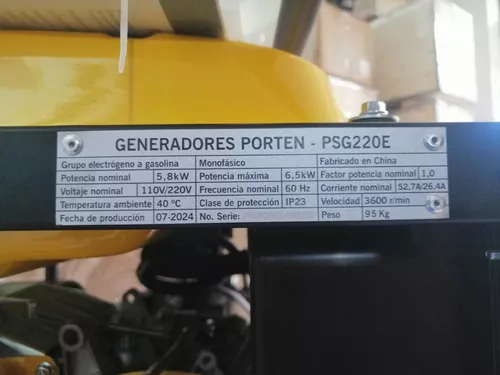 GENERADORES PORTEN - PSG220E
Grupo electrógeno a gasolina Monofásico Fabricado en China
Potencia nominal 5,8kW Potencia máxima 6,5kW Factor potencia nominal 1,0
Voltaje nominal 110V/220V Frecuencia nominal 60 Hz Corriente nominal 52,7A/26,4A
Temperatura ambiente 40 °C Clase de protección IP23 Velocidad 3600 r/min
Fecha de producción 07-2024 No. Serie: Peso 95 Kg